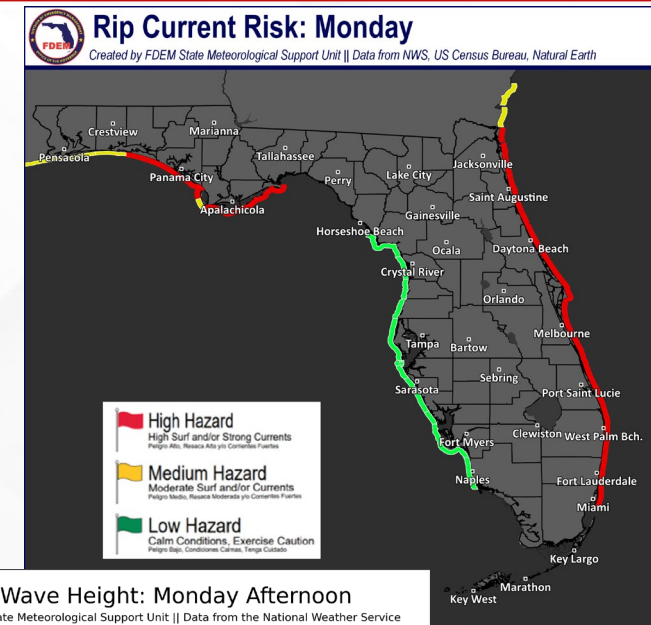 FDEM
Rip Current Risk: Monday
Created by FDEM State Meteorological Support Unit || Data from NWS, US Census Bureau, Natural Earth
Crestview
Marianna
Pensacola
Tallahassee
Jacksonville
Panama City
Perry
Lake City
Saint Augustine
Apalachicola
Gainesville
Horseshoe Beach
Ocala
Daytona Beach
Crystal River
Orlando
Melbourne
Tampa
Bartow
Sebring
Sarasota
Port Saint Lucie
High Hazard
High Surf and/or Strong Currents
Peligro Alto, Resaca Alta y/o Corrientes Fuertes
Clewiston
West Palm Bch.
Fort Myers
Medium Hazard
Moderate Surf and/or Currents
Peligro Medio, Resaca Moderada y/o Corrientes Fuertes
Naples
Fort Lauderdale
Miami
Low Hazard
Calm Conditions, Exercise Caution
Peligro Bajo, Condiciones Calmas, Tenga Cuidado
Key Largo
Marathon
Key West
Wave Height: Monday Afternoon
ate Meteorological Support Unit || Data from the National Weather Service